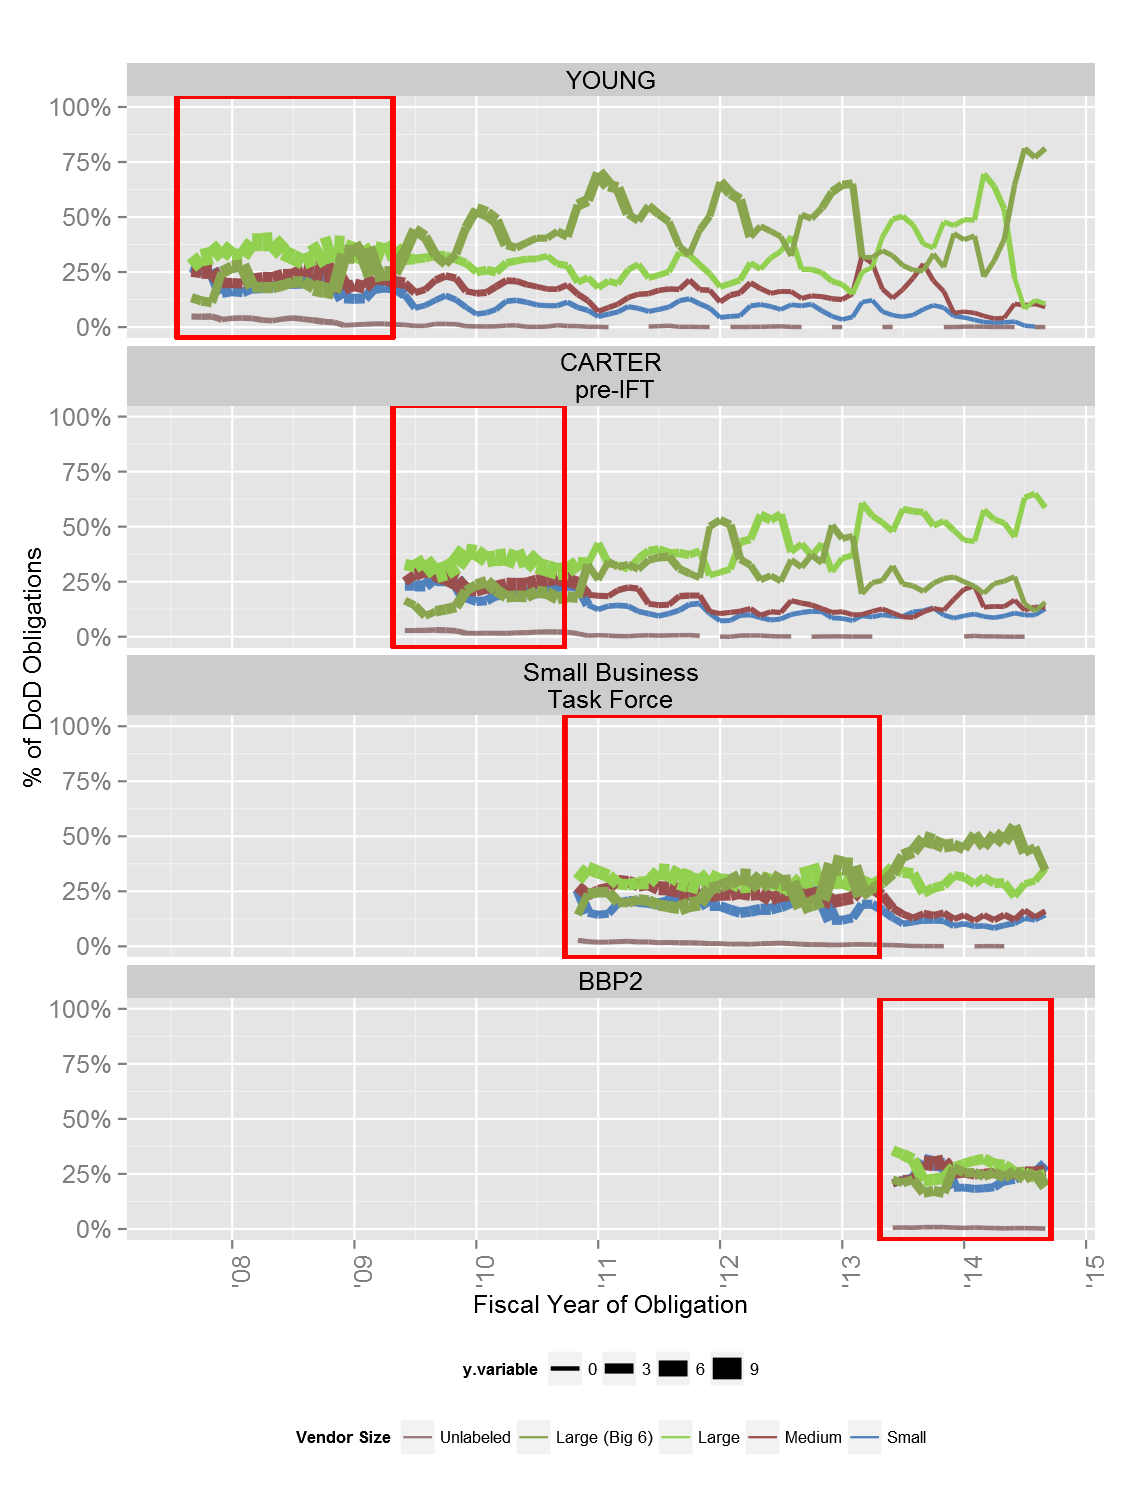 YOUNG
100%
75%
50%
25%
0%
CARTER
pre-IFT
100%
75%
50%
25%
0%
Small Business
Task Force
100%
75%
50%
25%
0%
BBP2
100%
75%
50%
25%
0%
% of DoD Obligations
'08 '09 '10 '11 '12 '13 '14 '15
Fiscal Year of Obligation
y.variable 0 3 6 9
Vendor Size Unlabeled Large (Big 6) Large Medium Small